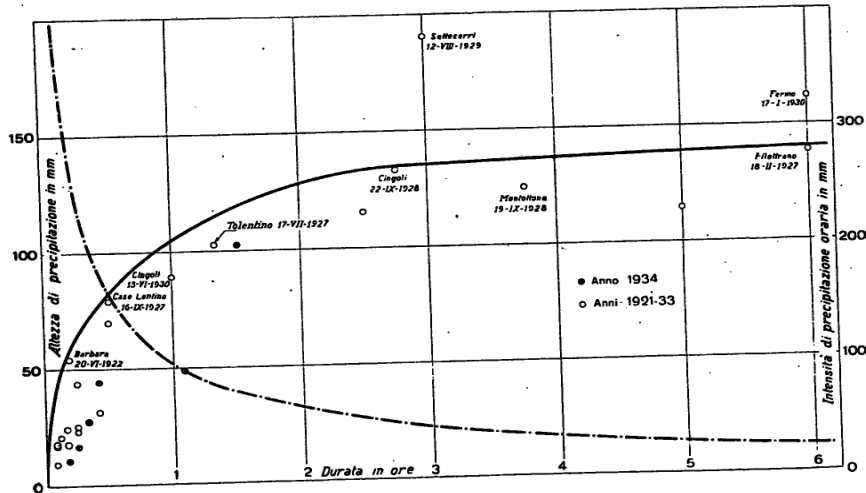 Settecerri
12-VIII-1929
Fermo
17-I-1930
300
150
Filottrano
18-II-1927
Cingoli
22-IX-1928
Montottone
19-IX-1928
Tolentino 17-VII-1927
200
100
Cingoli
13-VI-1930
Case Lontino
16-IX-1927
Anno 1934
Anni-1921-33
Altezza di precipitazione in mm
Intensità di precipitazione oraria in mm
Barbara
20-VI-1922
100
50
0
1
2
3
4
5
6
0
Durata in ore